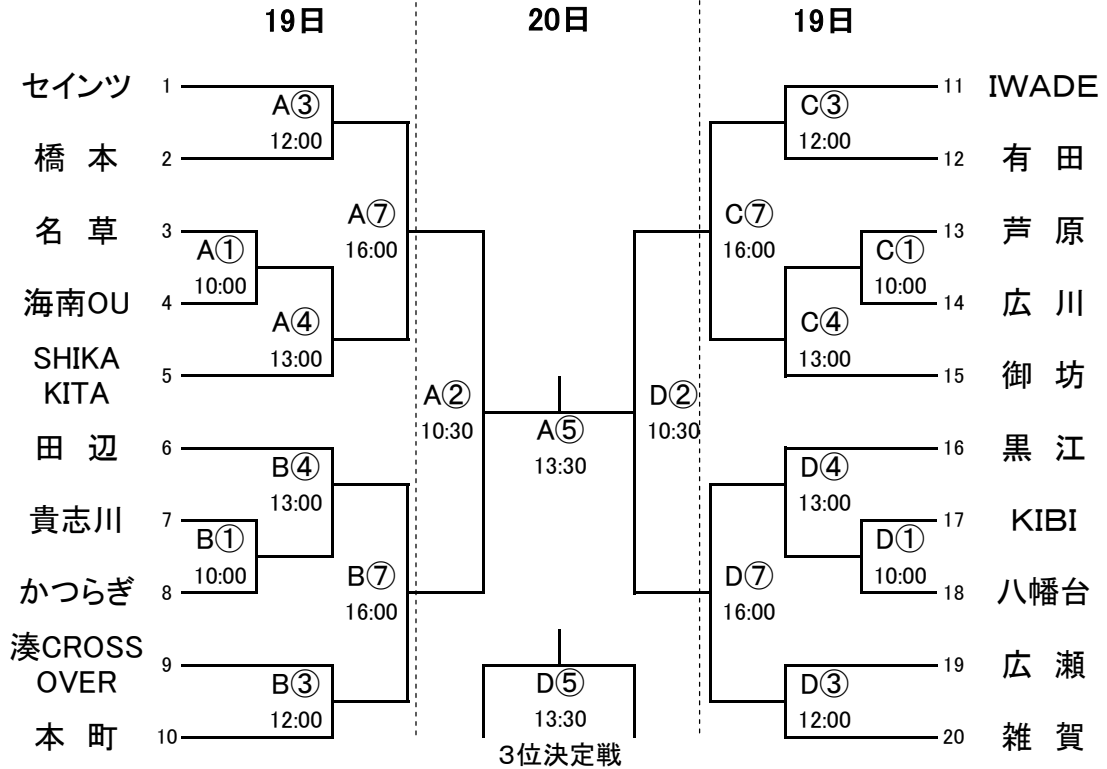 19日 20日 19日
セインツ 1
橋 本 2
名 草 3
海南OU 4
SHIKA
KITA 5
田 辺 6
貴志川 7
かつらぎ 8
湊CROSS
OVER 9
本 町 10
A③
12:00
A①
10:00
A④
13:00
A⑦
16:00
B④
13:00
B①
10:00
B⑦
16:00
B③
12:00
A②
10:30
A⑤
13:30
D②
10:30
D⑤
13:30
3位決定戦
C③
12:00
C⑦
16:00
C①
10:00
C④
13:00
D④
13:00
D①
10:00
D⑦
16:00
D③
12:00
11 IWADE
12 有 田
13 芦 原
14 広 川
15 御 坊
16 黒 江
17 KIBI
18 八幡台
19 広 瀬
20 雑 賀